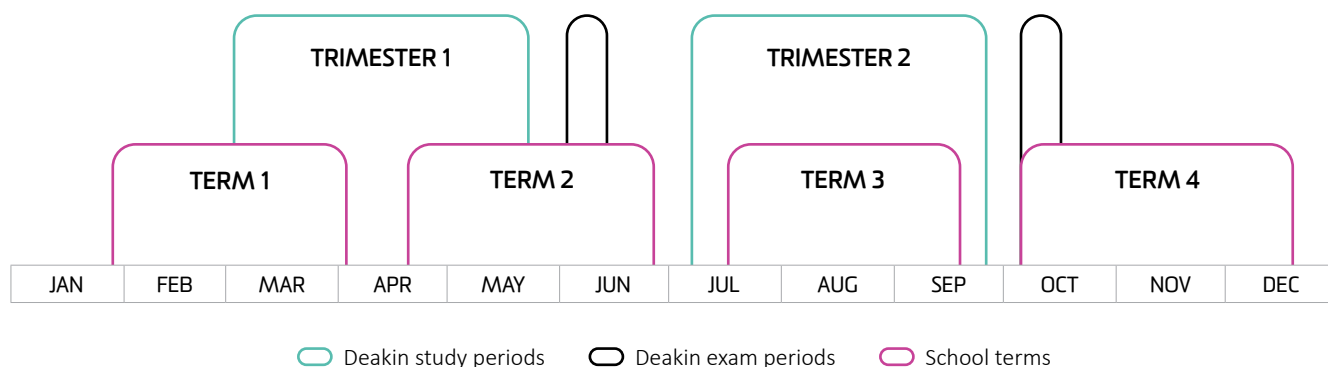 TRIMESTER 1 TRIMESTER 2
TERM 1 TERM 2 TERM 3 TERM 4
JAN FEB MAR APR MAY JUN JUL AUG SEP OCT NOV DEC
Deakin study periods Deakin exam periods School terms